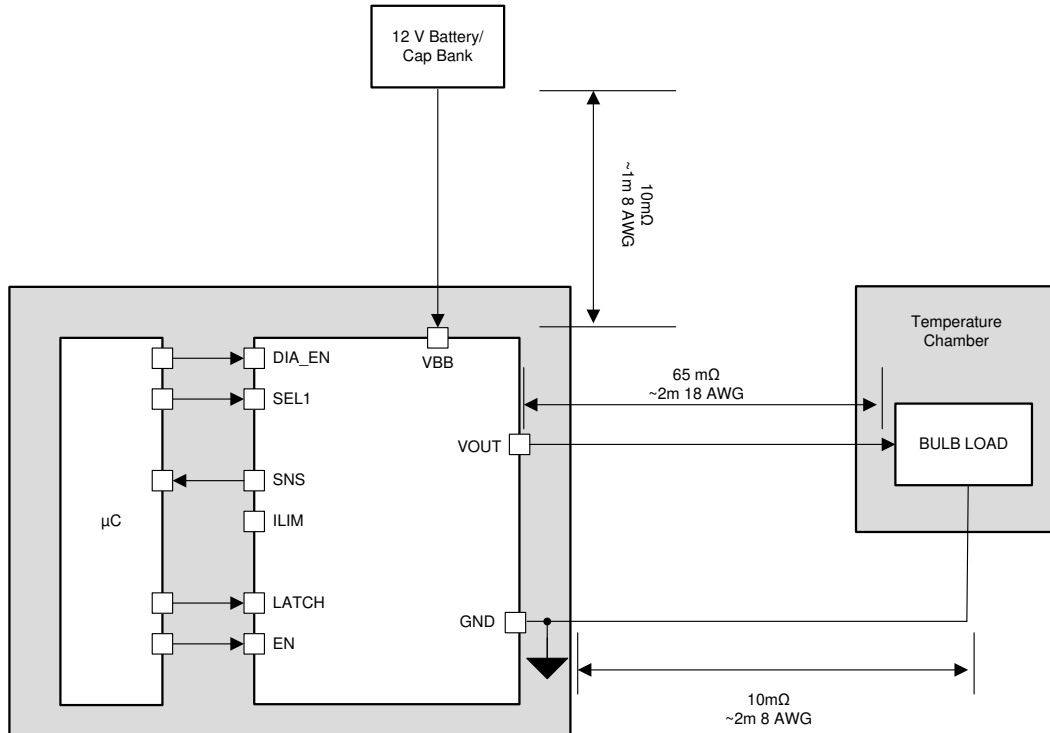 12 V Battery/
Cap Bank
10mΩ
~1m 8 AWG
Temperature
Chamber
DIA_EN
VBB
SEL1
65 mΩ
~2m 18 AWG
VOUT
BULB LOAD
SNS
µC
ILIM
LATCH
GND
EN
10mΩ
~2m 8 AWG